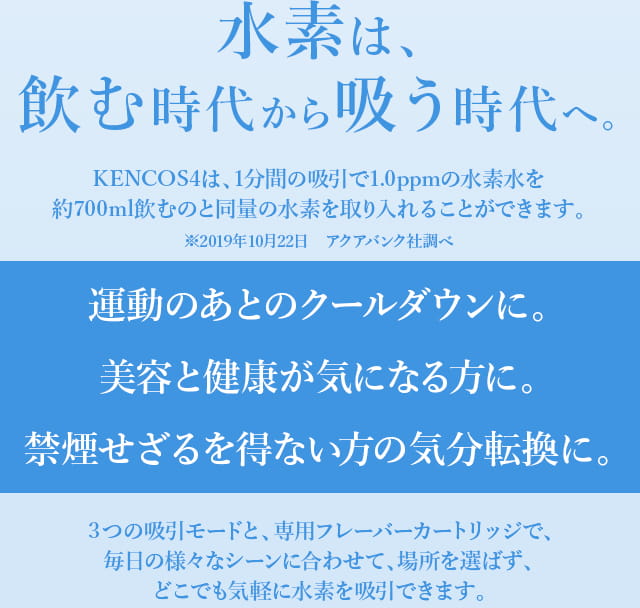 水素は、
飲む時代から吸う時代へ。
KENCOS4は、1分間の吸引で1.0ppmの水素水を
約700ml飲むのと同量の水素を取り入れることができます。
※2019年10月22日　アクアバンク社調べ
運動のあとのクールダウンに。
美容と健康が気になる方に。
禁煙せざるを得ない方の気分転換に。
3つの吸引モードと、専用フレーバーカートリッジで、
毎日の様々なシーンに合わせて、場所を選ばず、
どこでも気軽に水素を吸引できます。